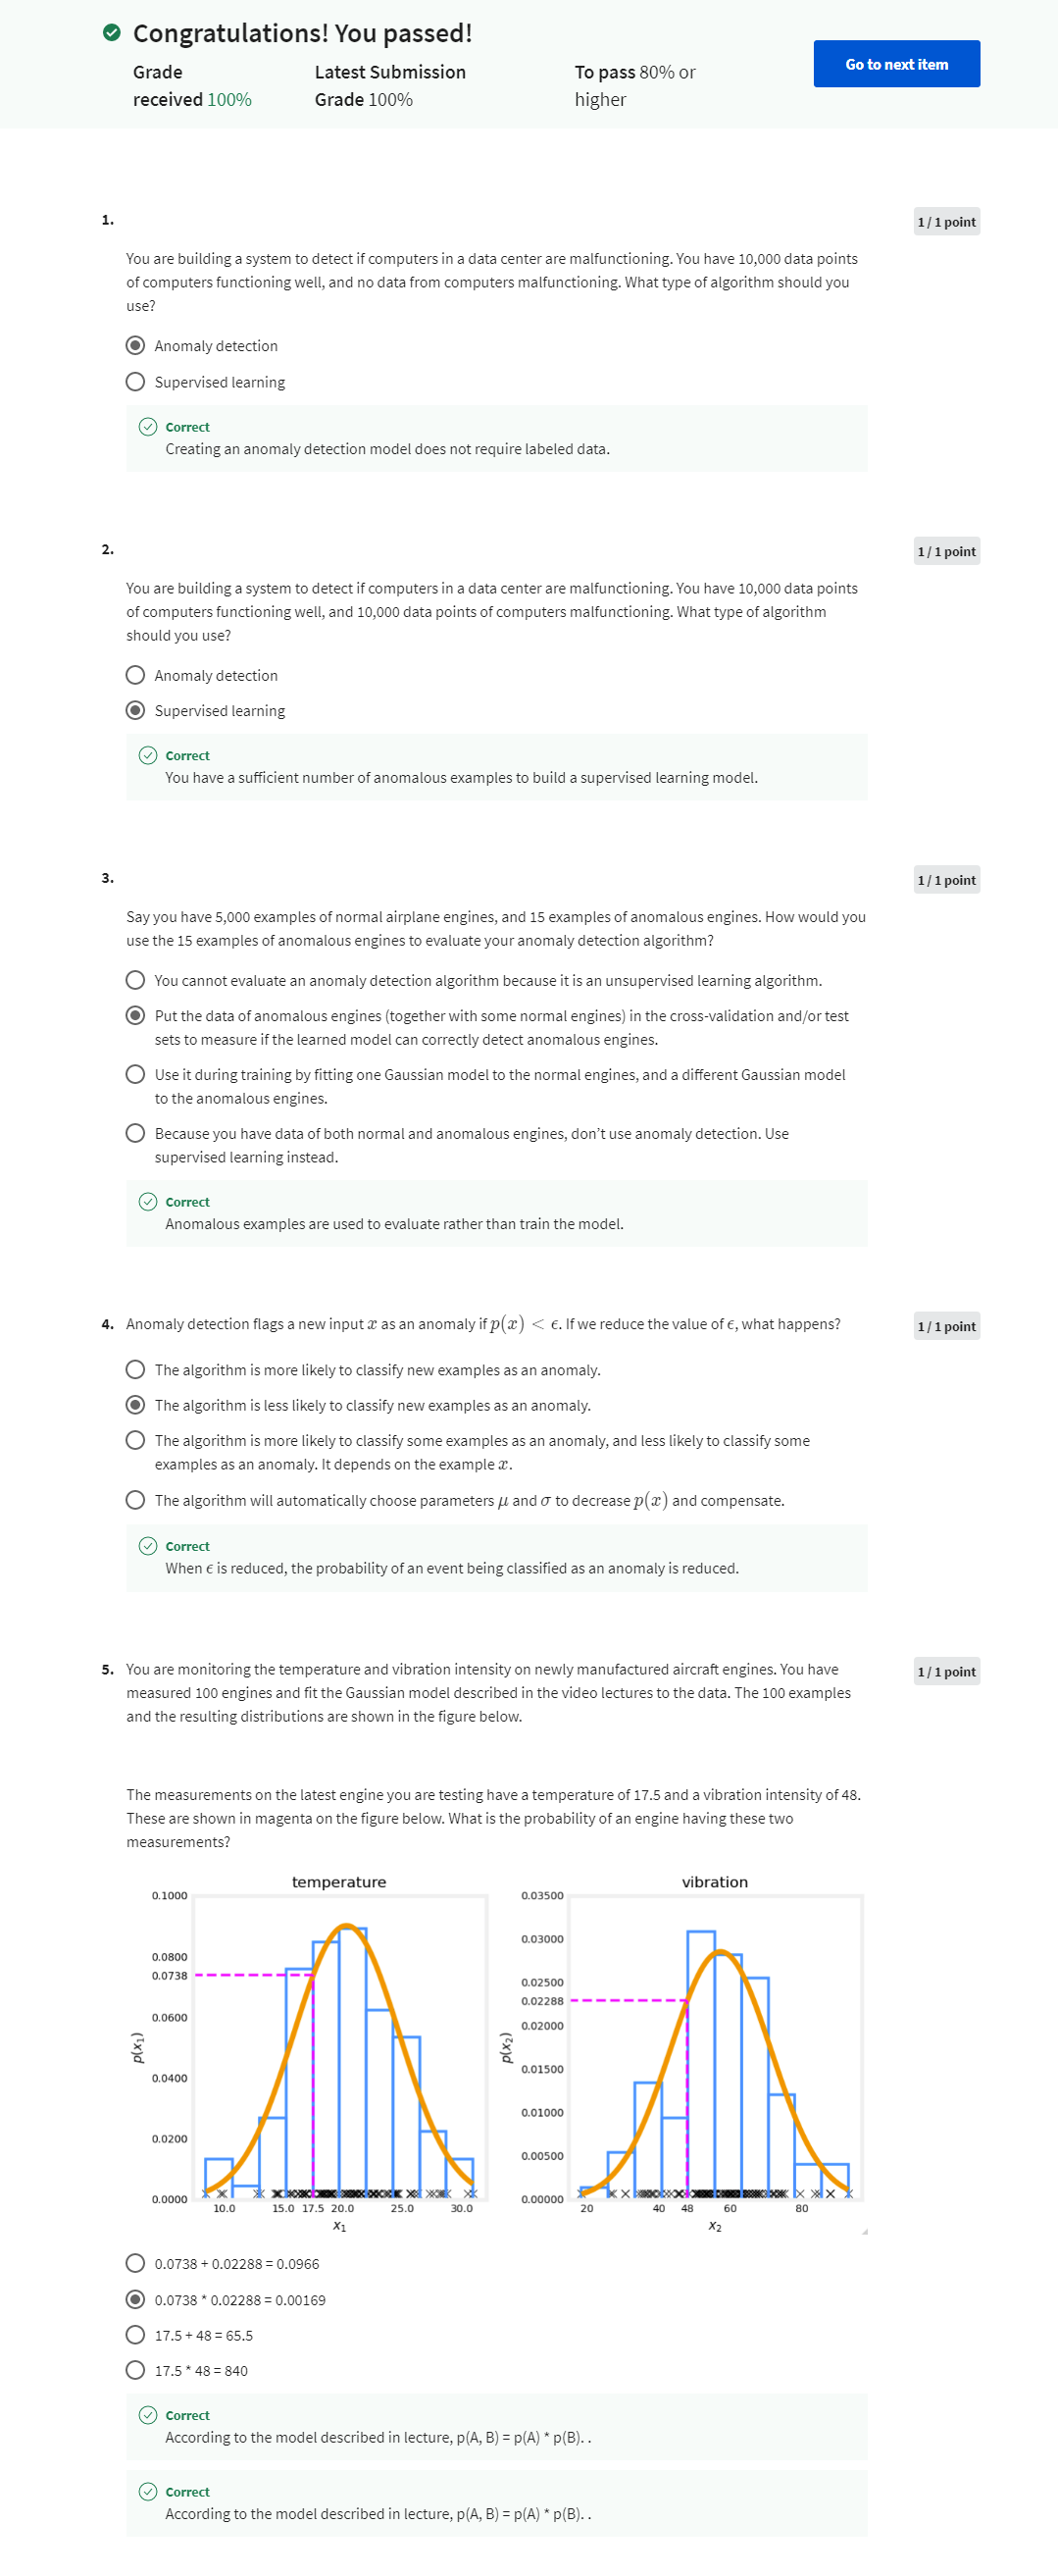 Congratulations! You passed!
Grade
received 100%
Latest Submission
Grade 100%
To pass 80% or
higher
Go to next item
1.
1 / 1 point
You are building a system to detect if computers in a data center are malfunctioning. You have 10,000 data points
of computers functioning well, and no data from computers malfunctioning. What type of algorithm should you
use?
Anomaly detection
Supervised learning
Correct
Creating an anomaly detection model does not require labeled data.
2.
1 / 1 point
You are building a system to detect if computers in a data center are malfunctioning. You have 10,000 data points
of computers functioning well, and 10,000 data points of computers malfunctioning. What type of algorithm
should you use?
Anomaly detection
Supervised learning
Correct
You have a sufficient number of anomalous examples to build a supervised learning model.
3.
1 / 1 point
Say you have 5,000 examples of normal airplane engines, and 15 examples of anomalous engines. How would you
use the 15 examples of anomalous engines to evaluate your anomaly detection algorithm?
You cannot evaluate an anomaly detection algorithm because it is an unsupervised learning algorithm.
Put the data of anomalous engines (together with some normal engines) in the cross-validation and/or test
sets to measure if the learned model can correctly detect anomalous engines.
Use it during training by fitting one Gaussian model to the normal engines, and a different Gaussian model
to the anomalous engines.
Because you have data of both normal and anomalous engines, don't use anomaly detection. Use
supervised learning instead.
Correct
Anomalous examples are used to evaluate rather than train the model.
4. Anomaly detection flags a new input x as an anomaly if p(x) < ϵ. If we reduce the value of ϵ, what happens?
1 / 1 point
The algorithm is more likely to classify new examples as an anomaly.
The algorithm is less likely to classify new examples as an anomaly.
The algorithm is more likely to classify some examples as an anomaly, and less likely to classify some
examples as an anomaly. It depends on the example x.
The algorithm will automatically choose parameters μ and σ to decrease p(x) and compensate.
Correct
When ϵ is reduced, the probability of an event being classified as an anomaly is reduced.
5. You are monitoring the temperature and vibration intensity on newly manufactured aircraft engines. You have
1 / 1 point
measured 100 engines and fit the Gaussian model described in the video lectures to the data. The 100 examples
and the resulting distributions are shown in the figure below.
The measurements on the latest engine you are testing have a temperature of 17.5 and a vibration intensity of 48.
These are shown in magenta on the figure below. What is the probability of an engine having these two
measurements?
temperature
0.1000
0.0800
0.0738
0.0600
0.0400
0.0200
0.0000
p(x₁)
10.0 15.0 17.5 20.0 25.0 30.0
x₁
vibration
0.03500
0.03000
0.02500
0.02288
0.02000
0.01500
0.01000
0.00500
0.00000
p(x₂)
20 40 48 60 80
x₂
0.0738 + 0.02288 = 0.0966
0.0738 * 0.02288 = 0.00169
17.5 + 48 = 65.5
17.5 * 48 = 840
Correct
According to the model described in lecture, p(A, B) = p(A) * p(B). .
Correct
According to the model described in lecture, p(A, B) = p(A) * p(B). .